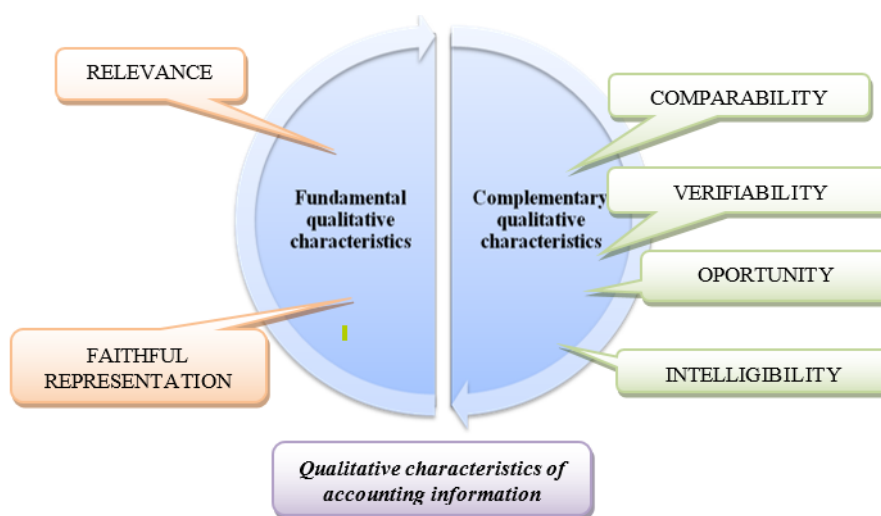 RELEVANCE
FAITHFUL
REPRESENTATION
Fundamental
qualitative
characteristics
Complementary
qualitative
characteristics
COMPARABILITY
VERIFIABILITY
OPORTUNITY
INTELLIGIBILITY
Qualitative characteristics of
accounting information